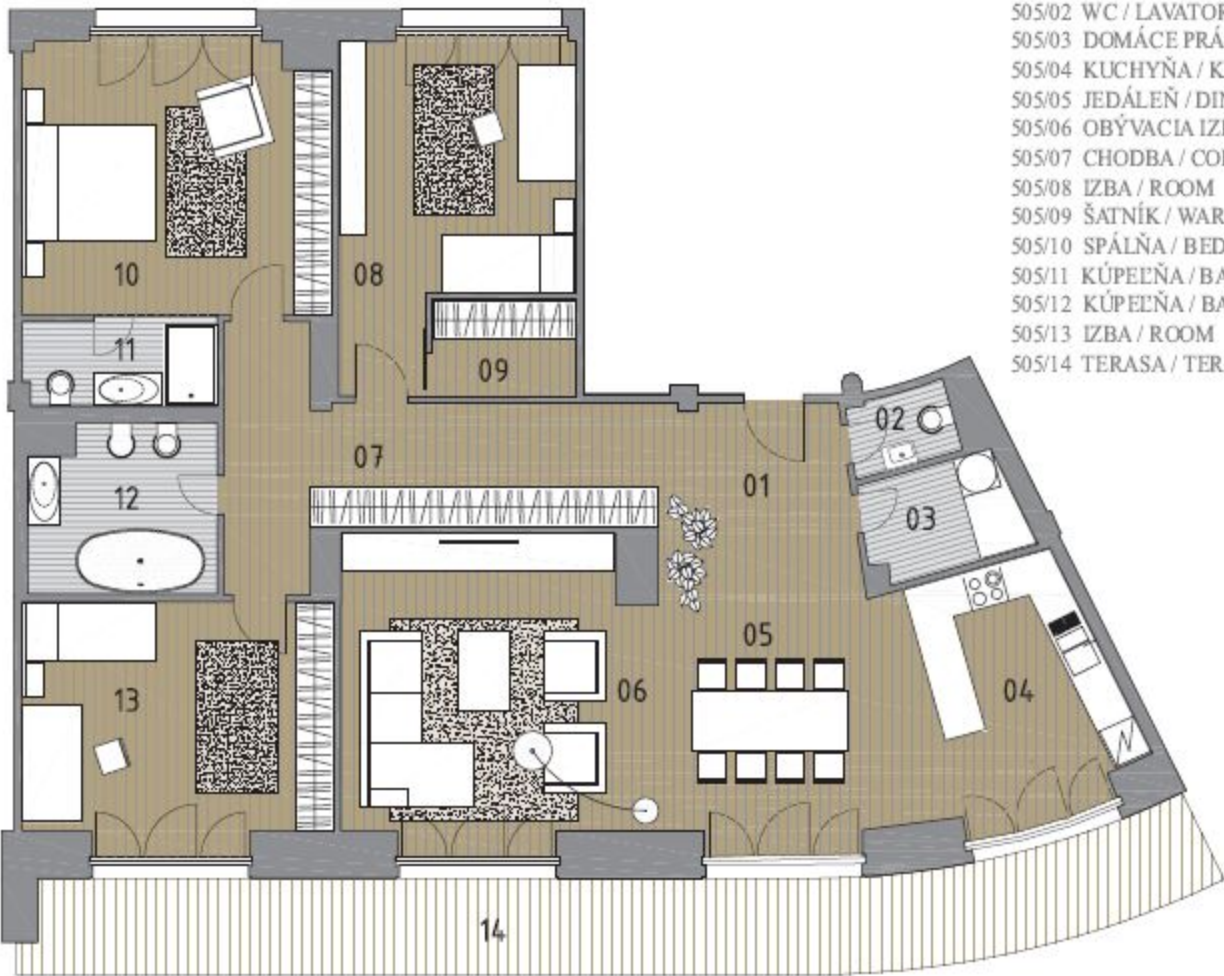 505/02 WC / LAVATOR
505/03 DOMÁCE PRÁ
505/04 KUCHYŇA / K
505/05 JEDÁLEŇ / DIN
505/06 OBÝVACIA IZB
505/07 CHODBA / COR
505/08 IZBA / ROOM
505/09 ŠATNÍK / WAR
505/10 SPÁLŇA / BED
505/11 KÚPEĽŇA / BA
505/12 KÚPEĽŇA / BA
505/13 IZBA / ROOM
505/14 TERASA / TER
10
08
11
09
02
07
12
01
03
05
06
13
04
14